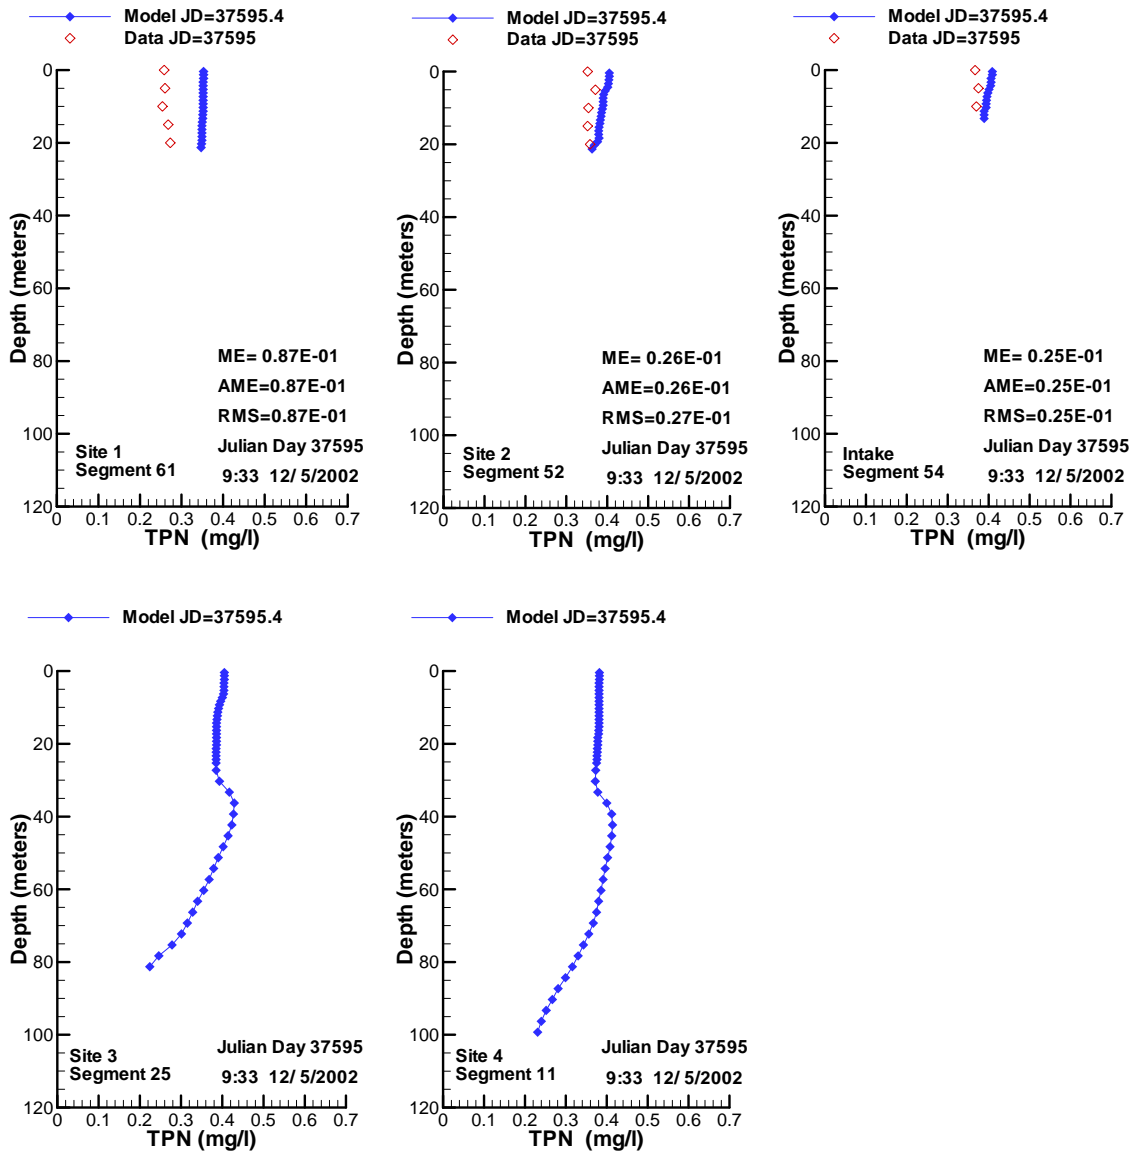 Model JD=37595.4
Data JD=37595
0
20
40
60
80
100
120
Depth (meters)
ME= 0.87E-01
AME=0.87E-01
RMS=0.87E-01
Site 1
Segment 61
Julian Day 37595
9:33 12/ 5/2002
0 0.1 0.2 0.3 0.4 0.5 0.6 0.7
TPN (mg/l)
Model JD=37595.4
Data JD=37595
0
20
40
60
80
100
120
Depth (meters)
ME= 0.26E-01
AME=0.26E-01
RMS=0.27E-01
Site 2
Segment 52
Julian Day 37595
9:33 12/ 5/2002
0 0.1 0.2 0.3 0.4 0.5 0.6 0.7
TPN (mg/l)
Model JD=37595.4
Data JD=37595
0
20
40
60
80
100
120
Depth (meters)
ME= 0.25E-01
AME=0.25E-01
RMS=0.25E-01
Intake
Segment 54
Julian Day 37595
9:33 12/ 5/2002
0 0.1 0.2 0.3 0.4 0.5 0.6 0.7
TPN (mg/l)
Model JD=37595.4
0
20
40
60
80
100
120
Depth (meters)
Site 3
Segment 25
Julian Day 37595
9:33 12/ 5/2002
0 0.1 0.2 0.3 0.4 0.5 0.6 0.7
TPN (mg/l)
Model JD=37595.4
0
20
40
60
80
100
120
Depth (meters)
Site 4
Segment 11
Julian Day 37595
9:33 12/ 5/2002
0 0.1 0.2 0.3 0.4 0.5 0.6 0.7
TPN (mg/l)